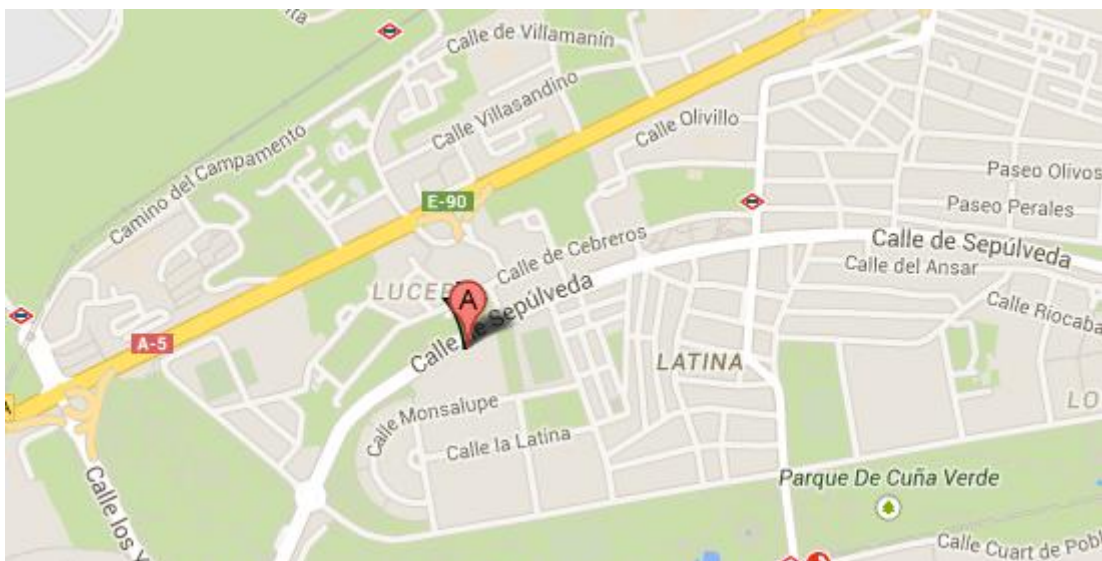 Calle de Villamanín
Calle Villasandino
Calle Olivillo
Camino del Campamento
Paseo Olivos
E-90
Paseo Perales
Calle de Cebreros
Calle de Sepúlveda
Calle del Ansar
LUCE
A
Calle de Sepúlveda
Calle Riocaba
A-5
LATINA
Calle Monsalupe
LO
Calle la Latina
Calle los Y
Parque De Cuña Verde
Calle Cuart de Pobl